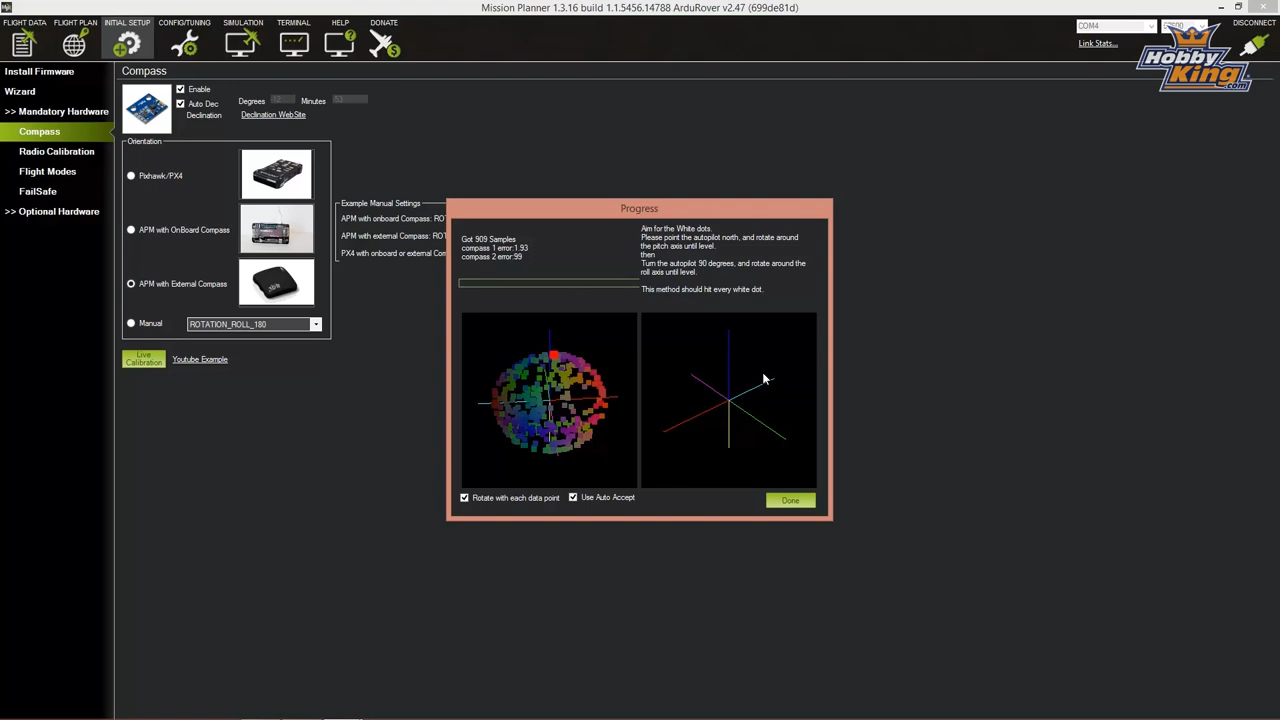 Mission Planner 1.3.16 build 1.1.5456.14788 ArduRover v2.47 (699de81d)
FLIGHT DATA FLIGHT PLAN INITIAL SETUP CONFIG/TUNING SIMULATION TERMINAL HELP DONATE
COM4
DISCONNECT
Link Stats...
Hobby
King.com
Install Firmware
Wizard
>> Mandatory Hardware
Compass
Radio Calibration
Flight Modes
FailSafe
>> Optional Hardware
Compass
Enable
Auto Dec
Degrees Minutes
Declination Declination WebSite
Orientation
Pixhawk/PX4
APM with OnBoard Compass
APM with External Compass
Manual ROTATION_ROLL_180
Live
Calibration
Youtube Example
Example Manual Settings
APM with onboard Compass: RO
APM with external Compass: RO
PX4 with onboard or external Com
Progress
Got 909 Samples
compass 1 error:1.93
compass 2 error:99
Aim for the White dots.
Please point the autopilot north, and rotate around
the pitch axis until level.
then
Turn the autopilot 90 degrees, and rotate around the
roll axis until level.
This method should hit every white dot.
Rotate with each data point
Use Auto Accept
Done